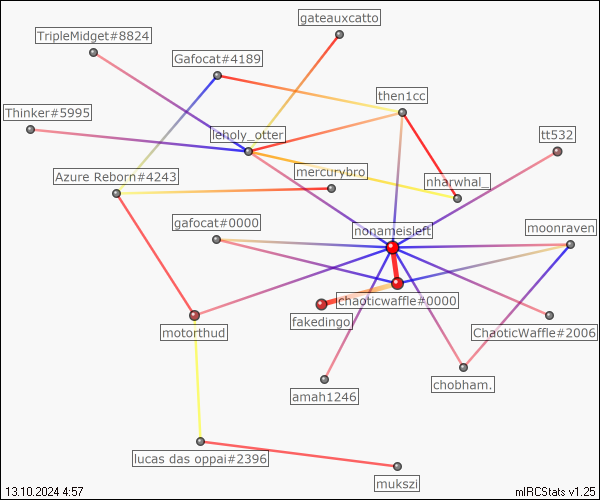 gateauxcatto
TripleMidget#8824
Gafocat#4189
then1cc
Thinker#5995
leholy_otter
tt532
mercurybro
Azure Reborn#4243
nharwhal_
gafocat#0000
nonameisleft
moonraven
chaoticwaffle#0000
fakedingo
motorthud
ChaoticWaffle#2006
chobham.
amah1246
lucas das oppai#2396
mukszi
13.10.2024 4:57
mIRCStats v1.25